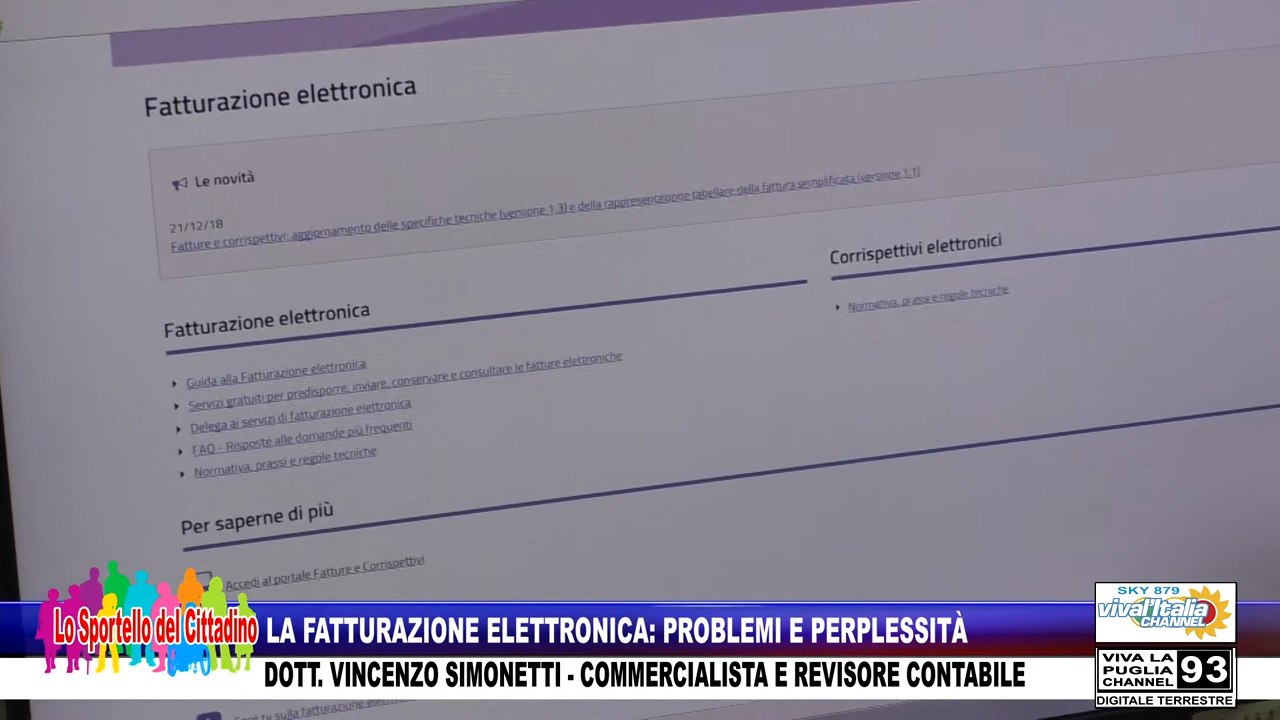 Fatturazione elettronica
Le novità
21/12/18
Fatture e corrispettivi: aggiornamento delle specifiche tecniche (versione 1.3) e della rappresentazione tabellare della fattura semplificata (versione 1.1)
Fatturazione elettronica
Guida alla Fatturazione elettronica
Servizi gratuiti per predisporre, inviare, conservare e consultare le fatture elettroniche
Delega ai servizi di fatturazione elettronica
FAQ - Risposte alle domande più frequenti
Normativa, prassi e regole tecniche
Corrispettivi elettronici
Normativa, prassi e regole tecniche
Per saperne di più
Accedi al portale Fatture e Corrispettivi
Lo Sportello del Cittadino
LA FATTURAZIONE ELETTRONICA: PROBLEMI E PERPLESSITÀ
DOTT. VINCENZO SIMONETTI - COMMERCIALISTA E REVISORE CONTABILE
SKY 879
viva l'Italia
CHANNEL
VIVA LA
PUGLIA
CHANNEL
93
DIGITALE TERRESTRE
sulla fatturazione